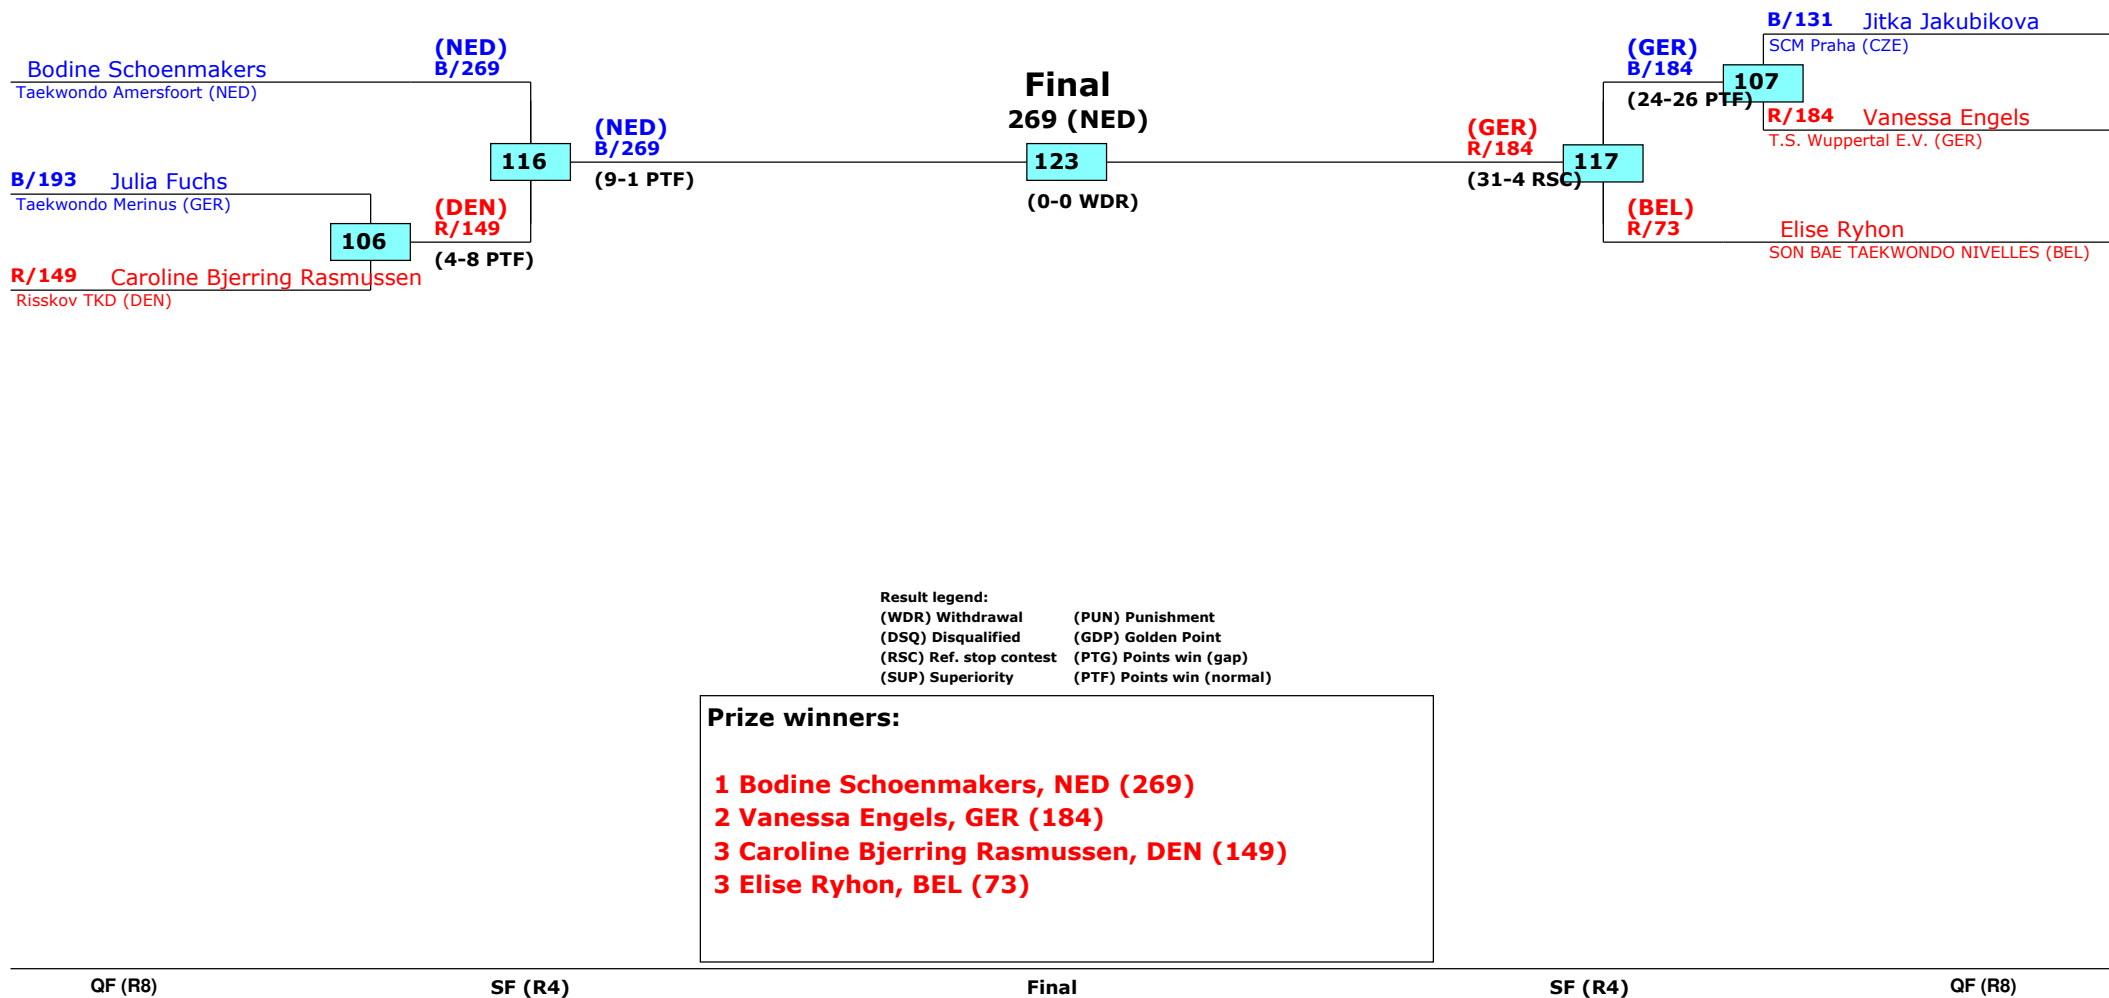 Bodine Schoenmakers
Taekwondo Amersfoort (NED)
B/193 Julia Fuchs
Taekwondo Merinus (GER)
106
R/149 Caroline Bjerring Rasmussen
Risskov TKD (DEN)
(NED)
B/269
116
(DEN)
R/149
(4-8 PTF)
(NED)
B/269
(9-1 PTF)
Final
269 (NED)
123
(0-0 WDR)
(GER)
R/184
(31-4 RSC)
117
(GER)
B/184
(24-26 PTF)
107
(BEL)
R/73
B/131 Jitka Jakubikova
SCM Praha (CZE)
R/184 Vanessa Engels
T.S. Wuppertal E.V. (GER)
Elise Ryhon
SON BAE TAEKWONDO NIVELLES (BEL)
Result legend:
(WDR) Withdrawal (PUN) Punishment
(DSQ) Disqualified (GDP) Golden Point
(RSC) Ref. stop contest (PTG) Points win (gap)
(SUP) Superiority (PTF) Points win (normal)
Prize winners:
1 Bodine Schoenmakers, NED (269)
2 Vanessa Engels, GER (184)
3 Caroline Bjerring Rasmussen, DEN (149)
3 Elise Ryhon, BEL (73)
QF (R8) SF (R4) Final SF (R4) QF (R8)